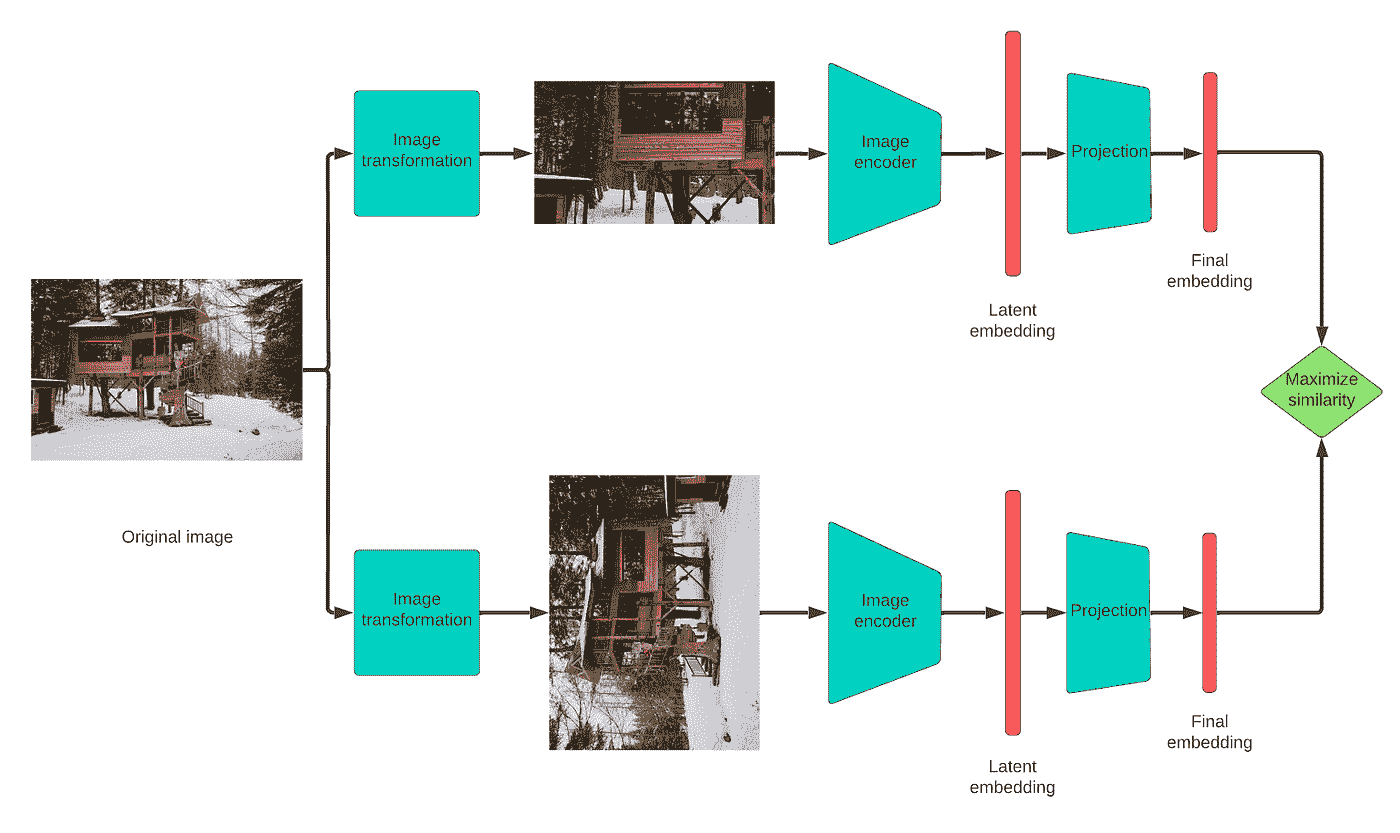 Image
transformation
Image
encoder
Projection
Final
embedding
Latent
embedding
Maximize
similarity
Original image
Image
transformation
Image
encoder
Projection
Final
embedding
Latent
embedding